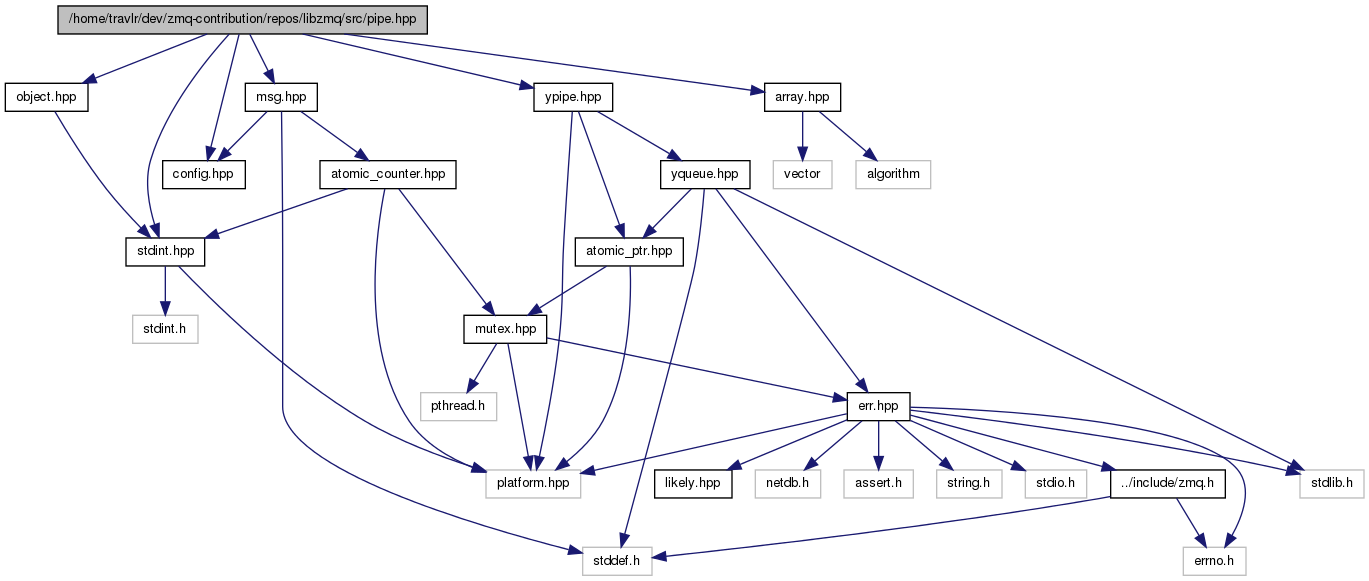 /home/travlr/dev/zmq-contribution/repos/libzmq/src/pipe.hpp
object.hpp
msg.hpp
ypipe.hpp
array.hpp
config.hpp
atomic_counter.hpp
yqueue.hpp
vector
algorithm
stdint.hpp
atomic_ptr.hpp
stdint.h
mutex.hpp
pthread.h
err.hpp
platform.hpp
likely.hpp
netdb.h
assert.h
string.h
stdio.h
../include/zmq.h
stdlib.h
stddef.h
errno.h